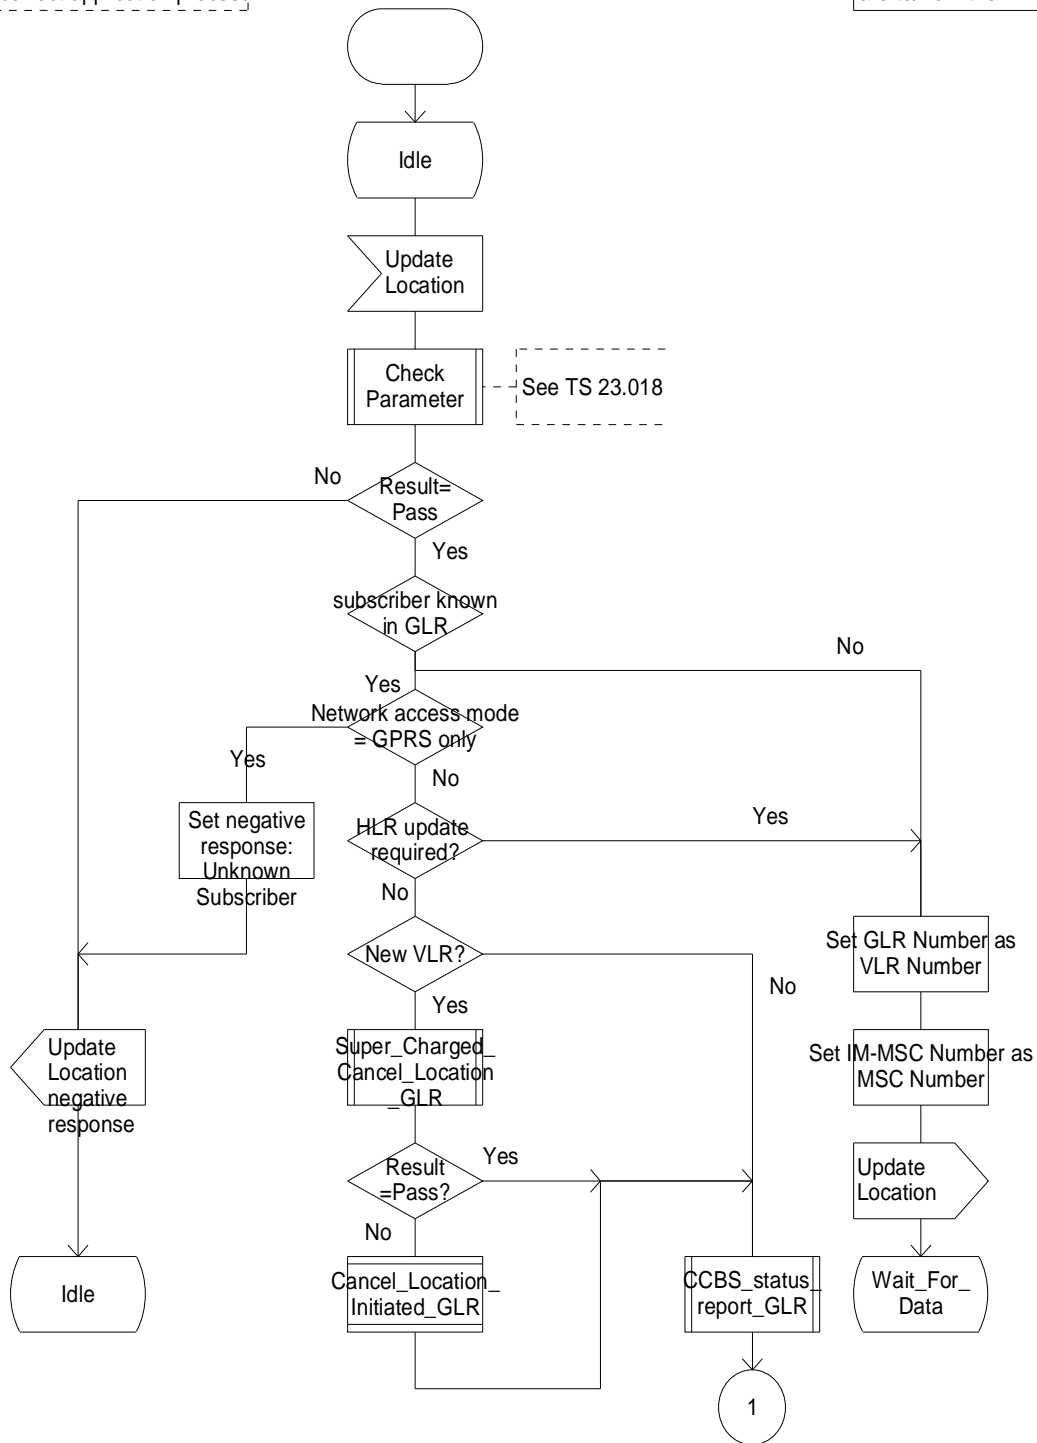 Idle
Update
Location
Check
Parameter
See TS 23.018
No
Result=
Pass
Yes
subscriber known
in GLR
No
Yes
Network access mode
= GPRS only
Yes
No
Set negative
response:
Unknown
Subscriber
HLR update
required?
Yes
No
New VLR?
No
Yes
Set GLR Number as
VLR Number
Update
Location
negative
response
Super_Charged_
Cancel_Location
_GLR
Set IM-MSC Number as
MSC Number
Result
=Pass?
Yes
No
Update
Location
Idle
Cancel_Location_
Initiated_GLR
CCBS_status_
report_GLR
Wait_For_
Data
1